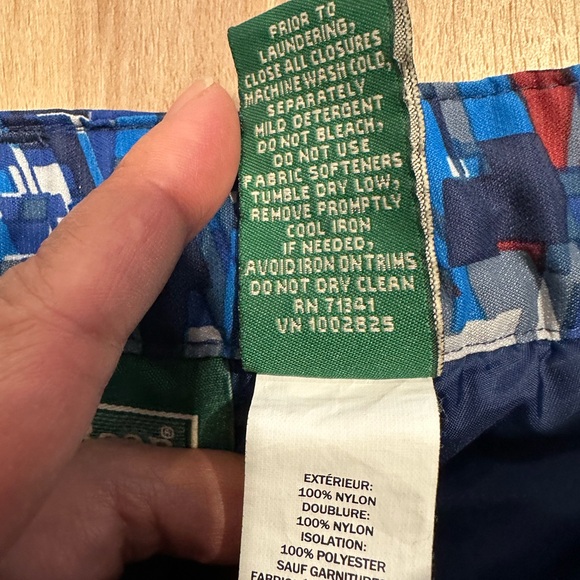 PRIOR TO
LAUNDERING,
CLOSE ALL CLOSURES
MACHINE WASH COLD,
SEPARATELY
MILD DETERGENT
DO NOT BLEACH,
DO NOT USE
FABRIC SOFTENERS
TUMBLE DRY LOW,
REMOVE PROMPTLY
COOL IRON
IF NEEDED,
AVOID IRON ON TRIMS
DO NOT DRY CLEAN
RN 71341
VN 1002825
EXTÉRIEUR:
100% NYLON
DOUBLURE:
100% NYLON
ISOLATION:
100% POLYESTER
SAUF GARNITURE